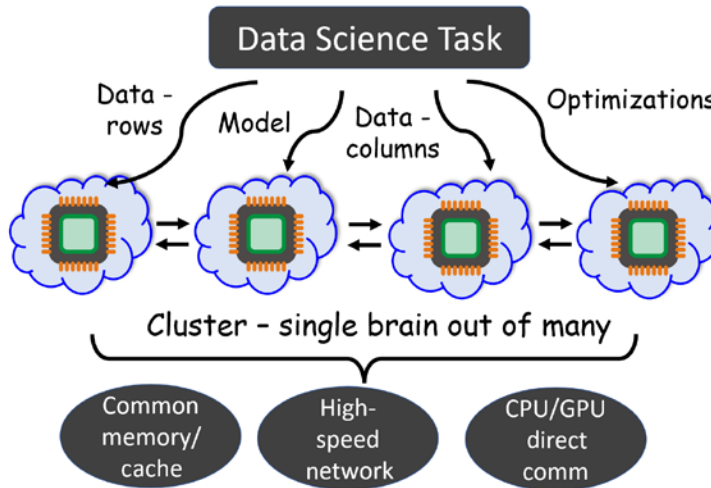 Data Science Task
Data -
rows
Model
Data -
columns
Optimizations
Cluster – single brain out of many
Common
memory/
cache
High-
speed
network
CPU/GPU
direct
comm